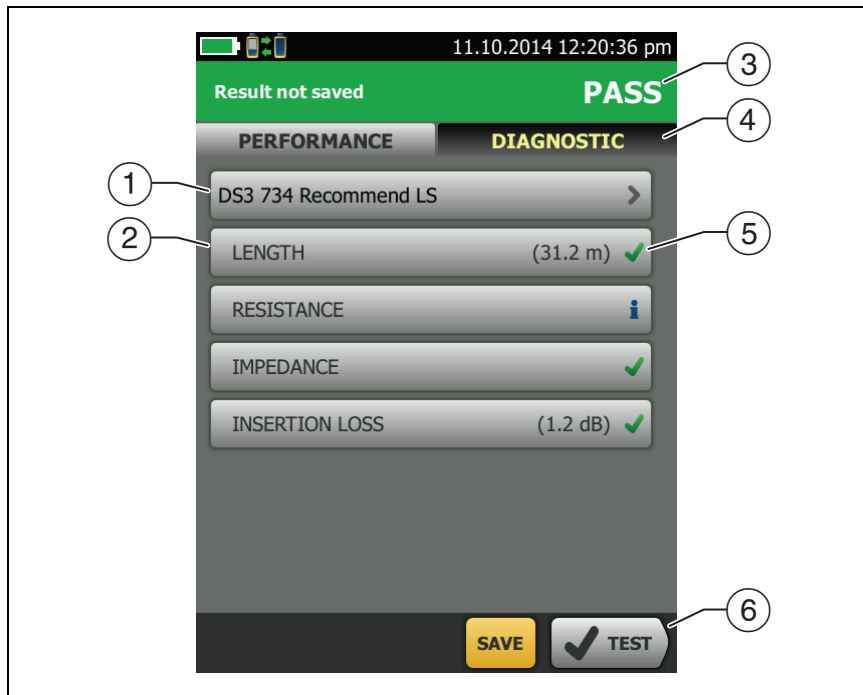 11.10.2014 12:20:36 pm
Result not saved PASS
3
PERFORMANCE DIAGNOSTIC
4
1
DS3 734 Recommend LS
2
LENGTH (31.2 m)
5
RESISTANCE i
IMPEDANCE
INSERTION LOSS (1.2 dB)
SAVE TEST
6